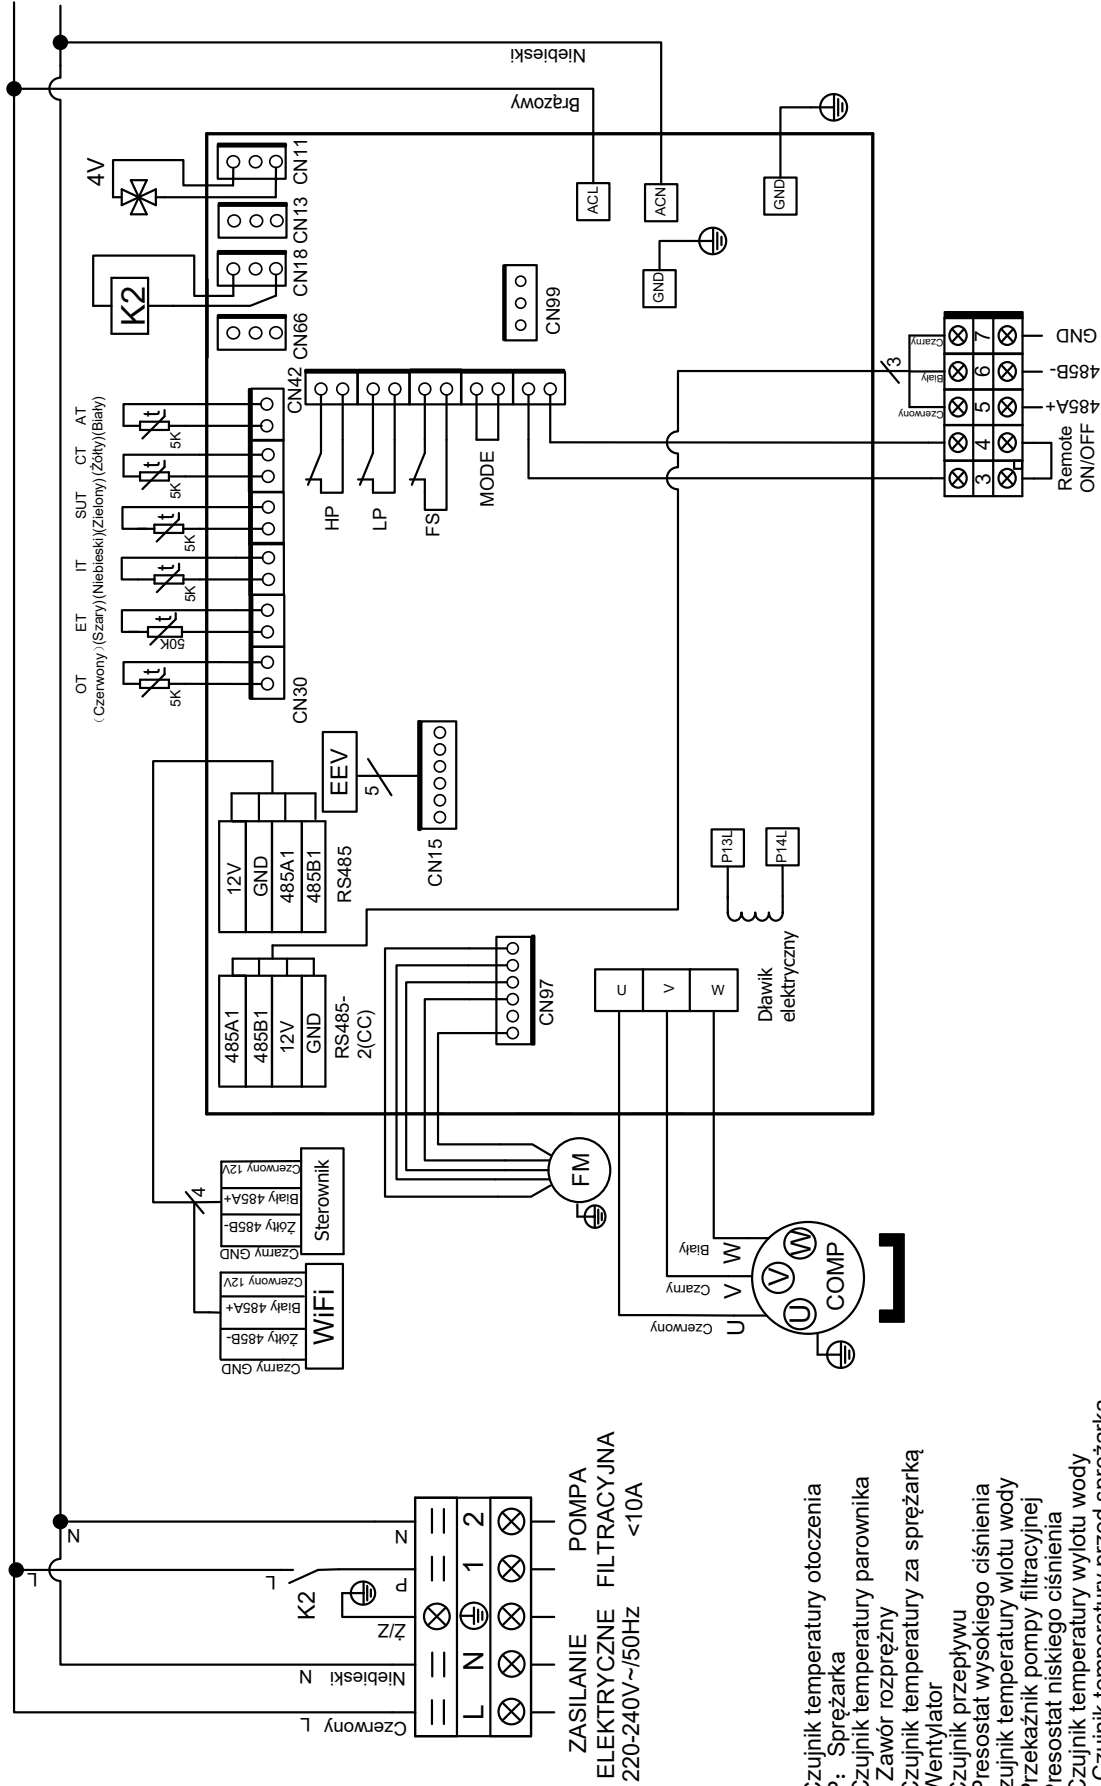 Niebieski
Brązowy
4V
K2
CN11
CN13
CN18
CN66
CN42
ACL
ACN
GND
GND
CN99
AT
CT
SUT
IT
ET
OT
(Biały)
(Żółty)
(Zielony)
(Niebieski)
(Szary)
(Czerwony)
t
5K
t
5K
t
5K
t
5K
t
50K
t
5K
CN30
HP
LP
FS
MODE
3
Czarny
Biały
Czerwony
7
6
5
4
3
GND
485B-
485A+
Remote
ON/OFF
EEV
5
CN15
12V
GND
485A1
485B1
RS485
485A1
485B1
12V
GND
RS485-
2(CC)
CN97
P13L
P14L
Dławik
elektryczny
U
V
W
4
Czerwony 12V
Biały 485A+
Żółty 485B-
Czarny GND
Sterownik
Czerwony 12V
Biały 485A+
Żółty 485B-
Czarny GND
WiFi
FM
Biały
W
Czarny
V
Czerwony
U
U
V
W
COMP
N
L
L
K2
N
P
Ż/Z
Niebieski N
Czerwony L
L
N
1
2
ZASILANIE
ELEKTRYCZNE
220-240V~/50Hz
POMPA
FILTRACYJNA
<10A
temperatury otoczenia
Sprężarka
temperatury parownika
Zawór rozprężny
temperatury za sprężarką
Wentylator
przepływu
Presostat wysokiego ciśnienia
temperatury wlotu wody
Przekaźnik pompy filtracyjnej
Presostat niskiego ciśnienia
Czujnik temperatury wylotu wody
Czujnik temperatury przed sprężarką